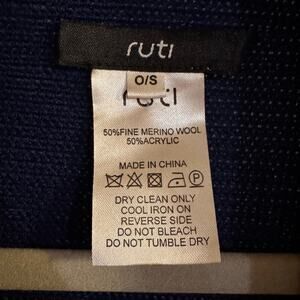 ruti
O/S
ruti
50%FINE MERINO WOOL
50%ACRYLIC
MADE IN CHINA
P
DRY CLEAN ONLY
COOL IRON ON
REVERSE SIDE
DO NOT BLEACH
DO NOT TUMBLE DRY